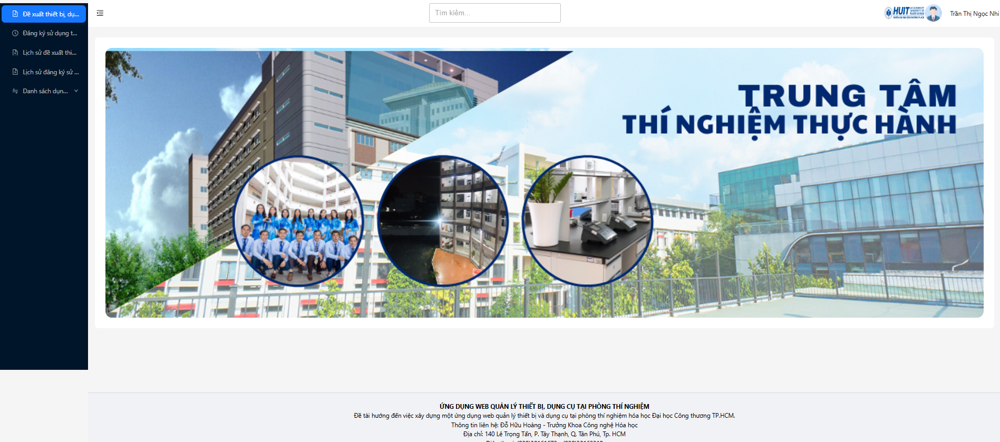 Đề xuất thiết bị, dụ...
Đăng ký sử dụng t...
Lịch sử đề xuất thi...
Lịch sử đăng ký sử ...
Danh sách dụn...
Tìm kiếm...
HUIT
Trần Thị Ngọc Nhi
TRUNG TÂM
THÍ NGHIỆM THỰC HÀNH
ỨNG DỤNG WEB QUẢN LÝ THIẾT BỊ, DỤNG CỤ TẠI PHÒNG THÍ NGHIỆM
Đề tài hướng đến việc xây dựng một ứng dụng web quản lý thiết bị và dụng cụ tại phòng thí nghiệm hóa học Đại học Công thương TP.HCM.
Thông tin liên hệ: Đỗ Hữu Hoàng - Trưởng Khoa Công nghệ Hóa học
Địa chỉ: 140 Lê Trọng Tấn, P. Tây Thạnh, Q. Tân Phú, Tp. HCM